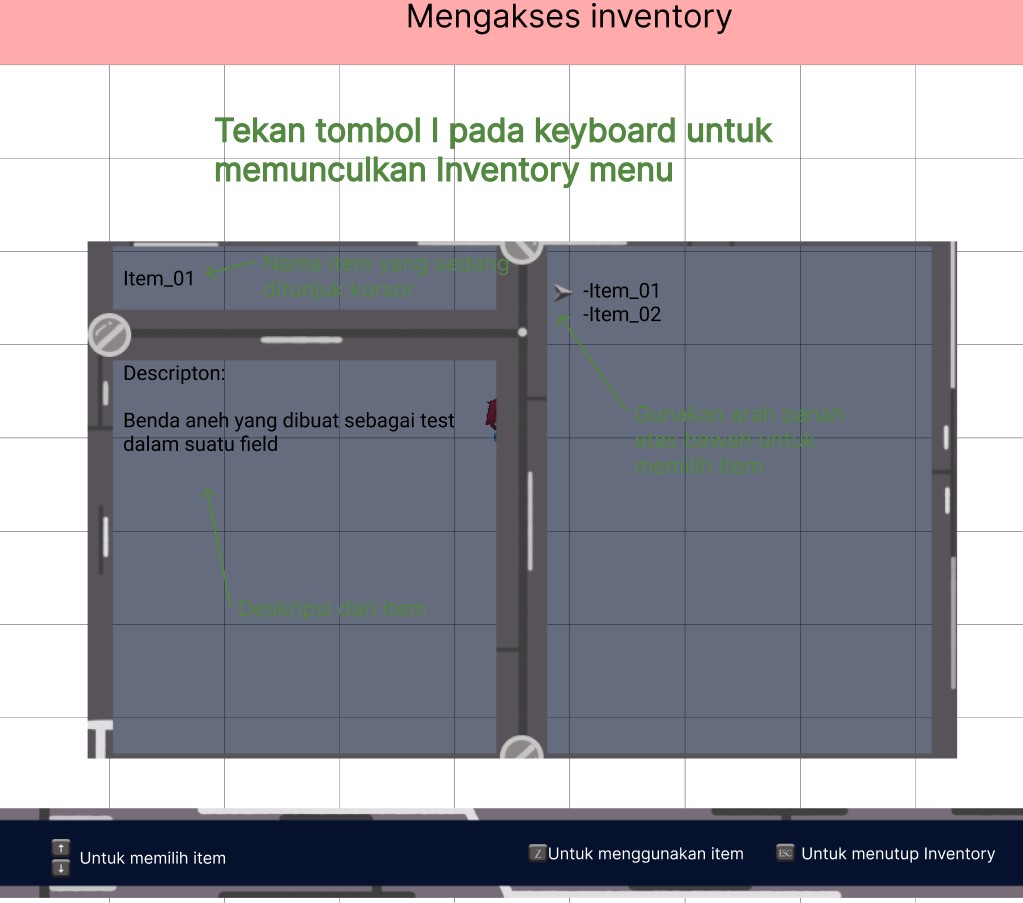 Mengakses inventory
Tekan tombol I pada keyboard untuk
memunculkan Inventory menu
Item_01
Nama item yang sedang
ditunjuk kursor
-Item_01
-Item_02
Descripton:
Benda aneh yang dibuat sebagai test
dalam suatu field
Gunakan arah panah
atas bawah untuk
memilih item
Deskripsi dari item
↑
↓
Untuk memilih item
Z Untuk menggunakan item
ESC Untuk menutup Inventory